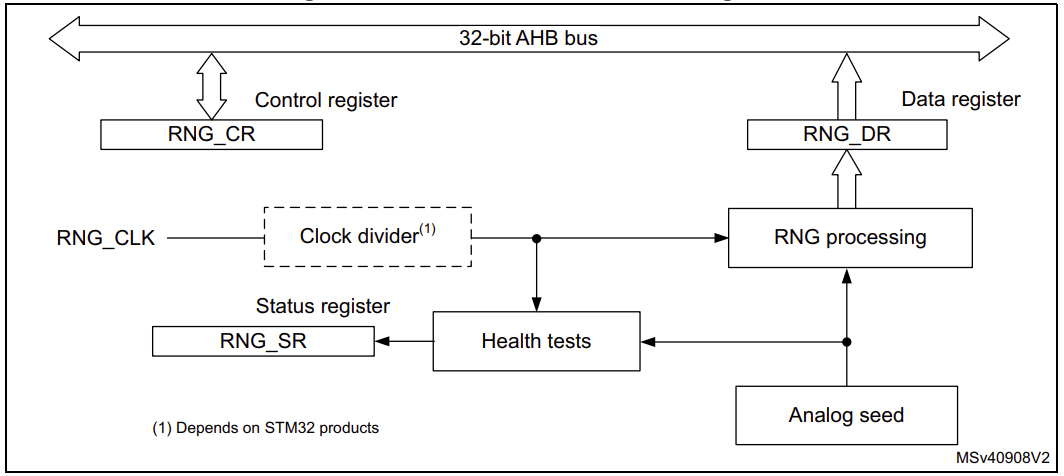 32-bit AHB bus
Control register
Data register
RNG_CR
RNG_DR
RNG_CLK
Clock divider(1)
RNG processing
Status register
RNG_SR
Health tests
Analog seed
(1) Depends on STM32 products
MSv40908V2